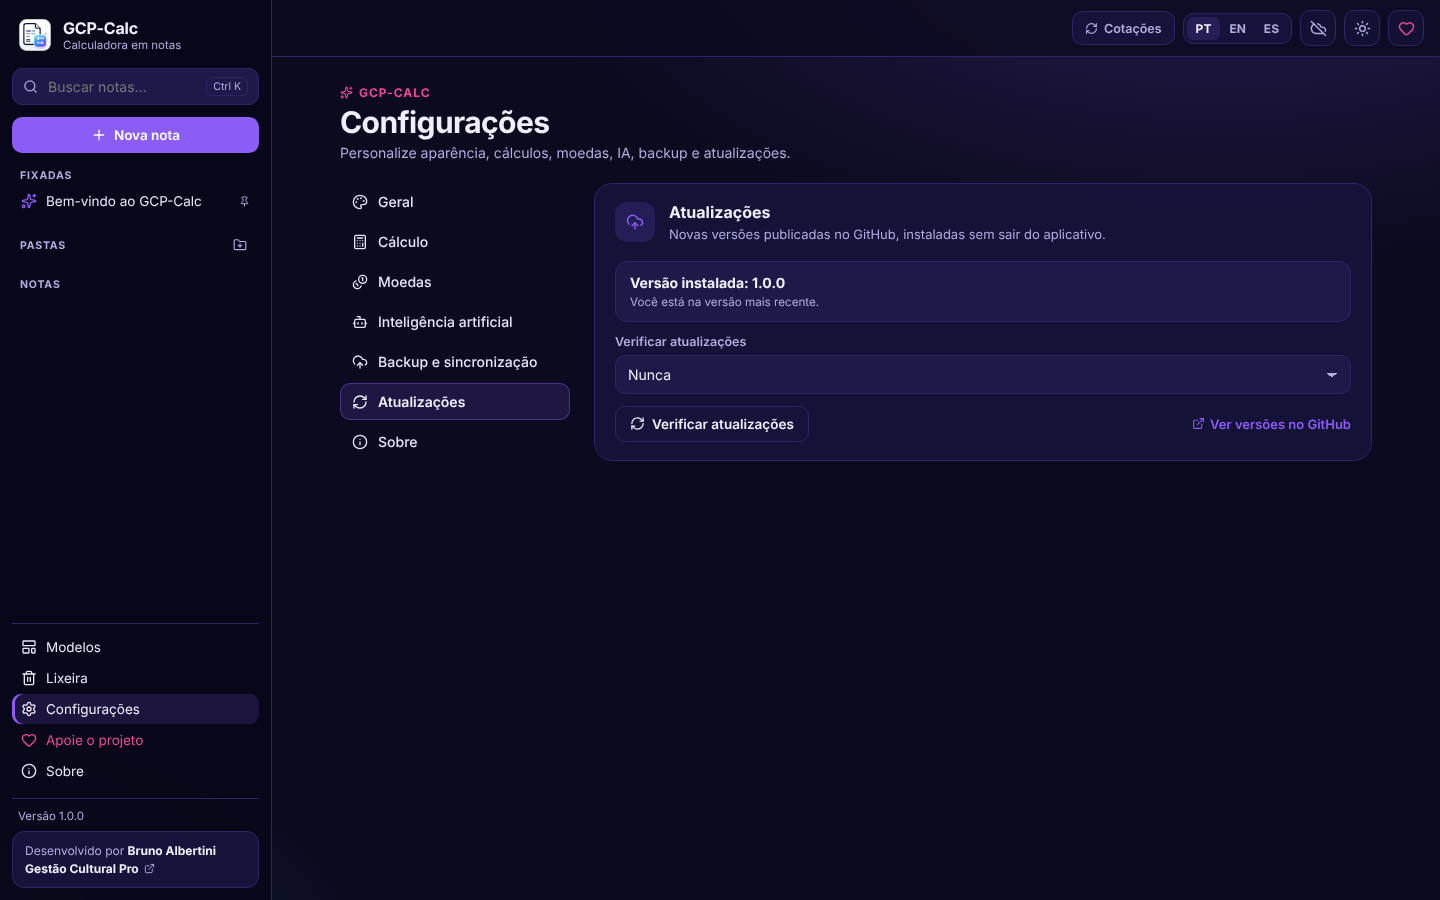 GCP-Calc
Calculadora em notas
Buscar notas...
Ctrl K
Nova nota
FIXADAS
Bem-vindo ao GCP-Calc
PASTAS
NOTAS
Modelos
Lixeira
Configurações
Apoie o projeto
Sobre
Versão 1.0.0
Desenvolvido por Bruno Albertini
Gestão Cultural Pro
Cotações
PT EN ES
GCP-CALC
Configurações
Personalize aparência, cálculos, moedas, IA, backup e atualizações.
Geral
Cálculo
Moedas
Inteligência artificial
Backup e sincronização
Atualizações
Sobre
Atualizações
Novas versões publicadas no GitHub, instaladas sem sair do aplicativo.
Versão instalada: 1.0.0
Você está na versão mais recente.
Verificar atualizações
Nunca
Verificar atualizações
Ver versões no GitHub